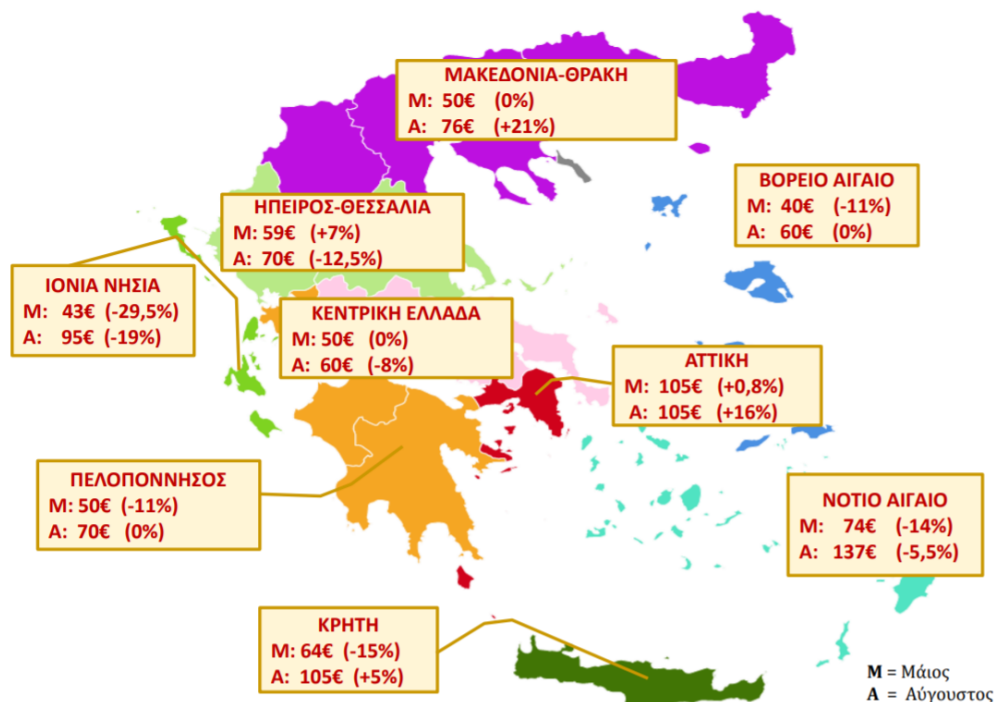 ΜΑΚΕΔΟΝΙΑ-ΘΡΑΚΗ
Μ: 50€ (0%)
Α: 76€ (+21%)
ΒΟΡΕΙΟ ΑΙΓΑΙΟ
Μ: 40€ (-11%)
Α: 60€ (0%)
ΗΠΕΙΡΟΣ-ΘΕΣΣΑΛΙΑ
Μ: 59€ (+7%)
Α: 70€ (-12,5%)
ΙΟΝΙΑ ΝΗΣΙΑ
Μ: 43€ (-29,5%)
Α: 95€ (-19%)
ΚΕΝΤΡΙΚΗ ΕΛΛΑΔΑ
Μ: 50€ (0%)
Α: 60€ (-8%)
ΑΤΤΙΚΗ
Μ: 105€ (+0,8%)
Α: 105€ (+16%)
ΠΕΛΟΠΟΝΝΗΣΟΣ
Μ: 50€ (-11%)
Α: 70€ (0%)
ΝΟΤΙΟ ΑΙΓΑΙΟ
Μ: 74€ (-14%)
Α: 137€ (-5,5%)
ΚΡΗΤΗ
Μ: 64€ (-15%)
Α: 105€ (+5%)
Μ = Μάιος
Α = Αύγουστος